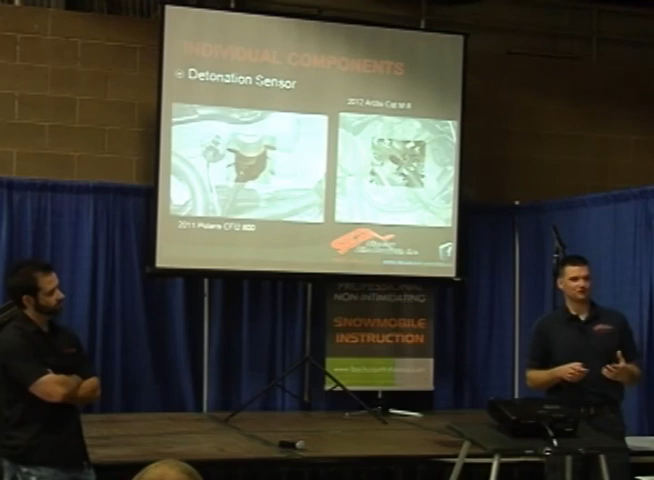 INDIVIDUAL COMPONENTS
Detonation Sensor
2012 Arctic Cat M 8
2011 Polaris CFI2 800
PROFESSIONAL
NON-INTIMIDATING
SNOWMOBILE
INSTRUCTION